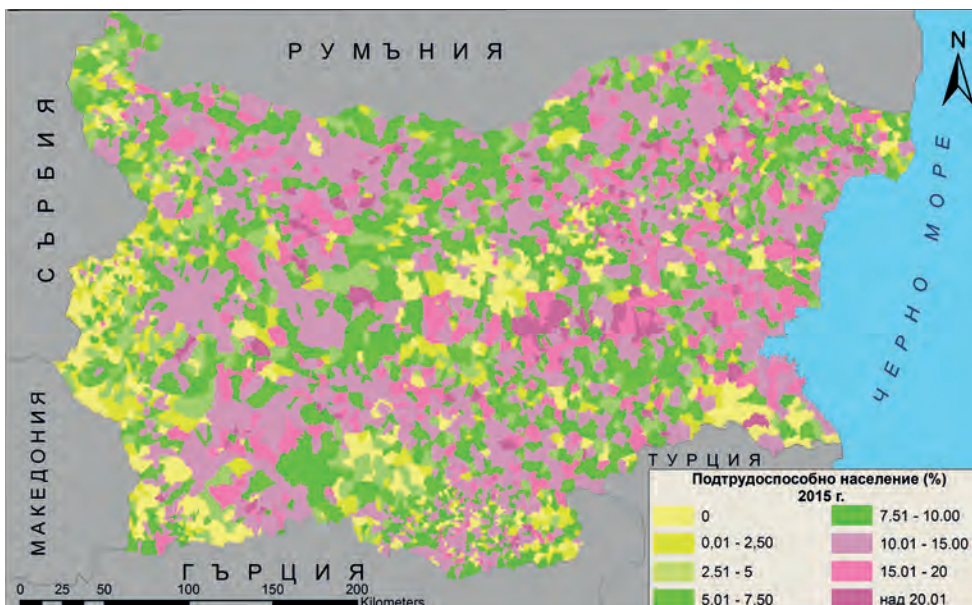 РУМЪНИЯ
N
СЪРБИЯ
ЧЕРНО МОРЕ
МАКЕДОНИЯ
ТУРЦИЯ
ГЪРЦИЯ
Подтрудоспособно население (%)
2015 г.
0
0,01 - 2,50
2.51 - 5
5.01 - 7.50
7.51 - 10.00
10.01 - 15.00
15.01 - 20
над 20.01
0 25 50 100 150 200
Kilometers